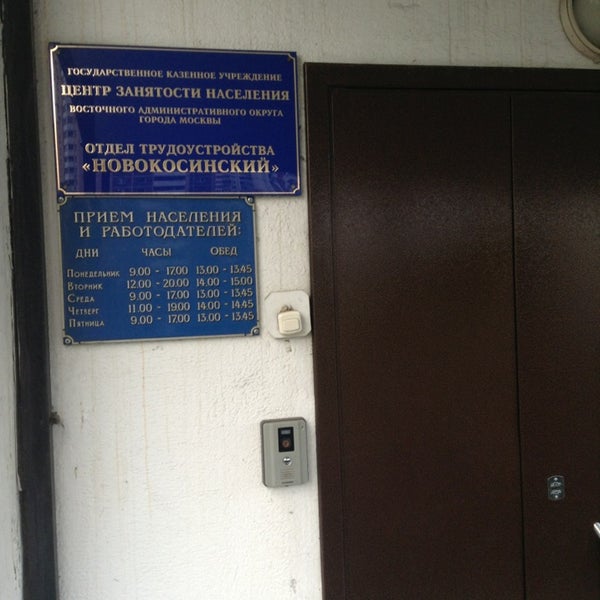 ГОСУДАРСТВЕННОЕ КАЗЕННОЕ УЧРЕЖДЕНИЕ
ЦЕНТР ЗАНЯТОСТИ НАСЕЛЕНИЯ
ВОСТОЧНОГО АДМИНИСТРАТИВНОГО ОКРУГА
ГОРОДА МОСКВЫ
ОТДЕЛ ТРУДОУСТРОЙСТВА
«НОВОКОСИНСКИЙ»
ПРИЕМ НАСЕЛЕНИЯ
И РАБОТОДАТЕЛЕЙ:
ДНИ ЧАСЫ ОБЕД
Понедельник 9.00 - 17.00 13.00 - 13.45
Вторник 12.00 - 20.00 14.00 - 15.00
Среда 9.00 - 17.00 13.00 - 13.45
Четверг 11.00 - 19.00 14.00 - 14.45
Пятница 9.00 - 17.00 13.00 - 13.45